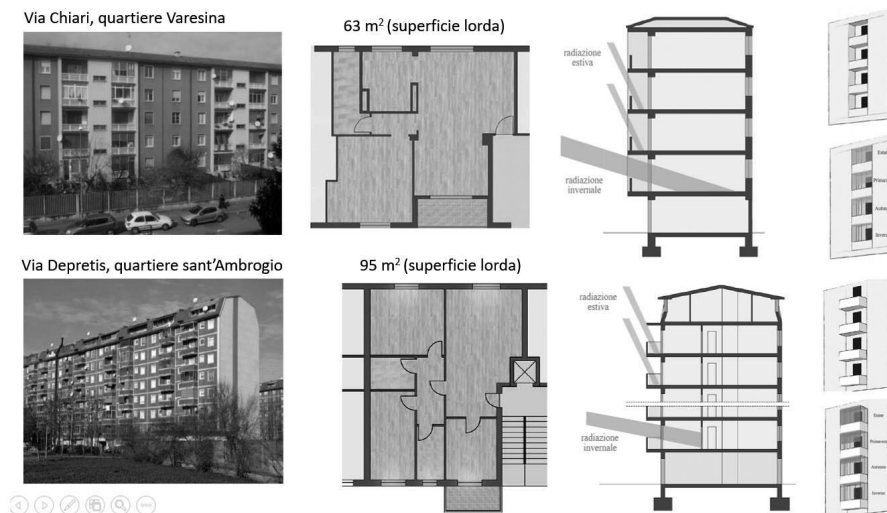 Via Chiari, quartiere Varesina
63 m² (superficie lorda)
radiazione
estiva
radiazione
invernale
Via Depretis, quartiere sant'Ambrogio
95 m² (superficie lorda)
radiazione
estiva
radiazione
invernale